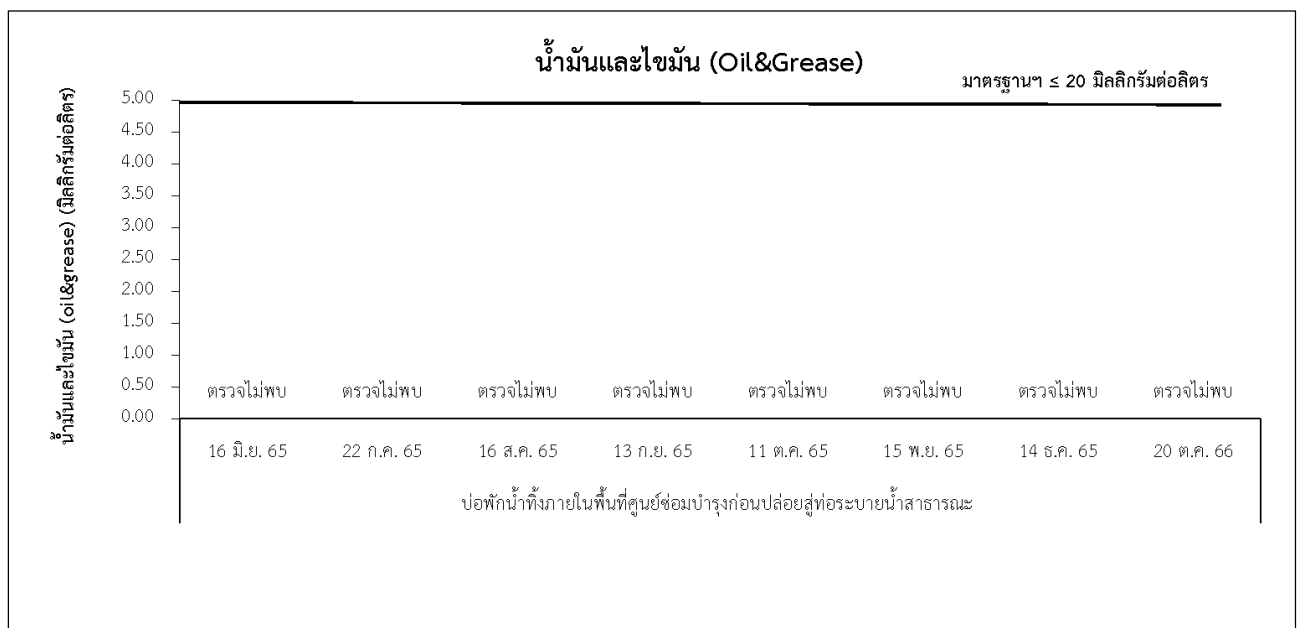 น้ำมันและไขมัน (Oil&Grease)
มาตรฐานฯ ≤ 20 มิลลิกรัมต่อลิตร
น้ำมันและไขมัน (oil&grease) (มิลลิกรัมต่อลิตร)
5.00
4.50
4.00
3.50
3.00
2.50
2.00
1.50
1.00
0.50
0.00
ตรวจไม่พบ ตรวจไม่พบ ตรวจไม่พบ ตรวจไม่พบ ตรวจไม่พบ ตรวจไม่พบ ตรวจไม่พบ ตรวจไม่พบ
16 มิ.ย. 65 22 ก.ค. 65 16 ส.ค. 65 13 ก.ย. 65 11 ต.ค. 65 15 พ.ย. 65 14 ธ.ค. 65 20 ต.ค. 66
บ่อพักน้ำทิ้งภายในพื้นที่ศูนย์ซ่อมบำรุงก่อนปล่อยสู่ท่อระบายน้ำสาธารณะ